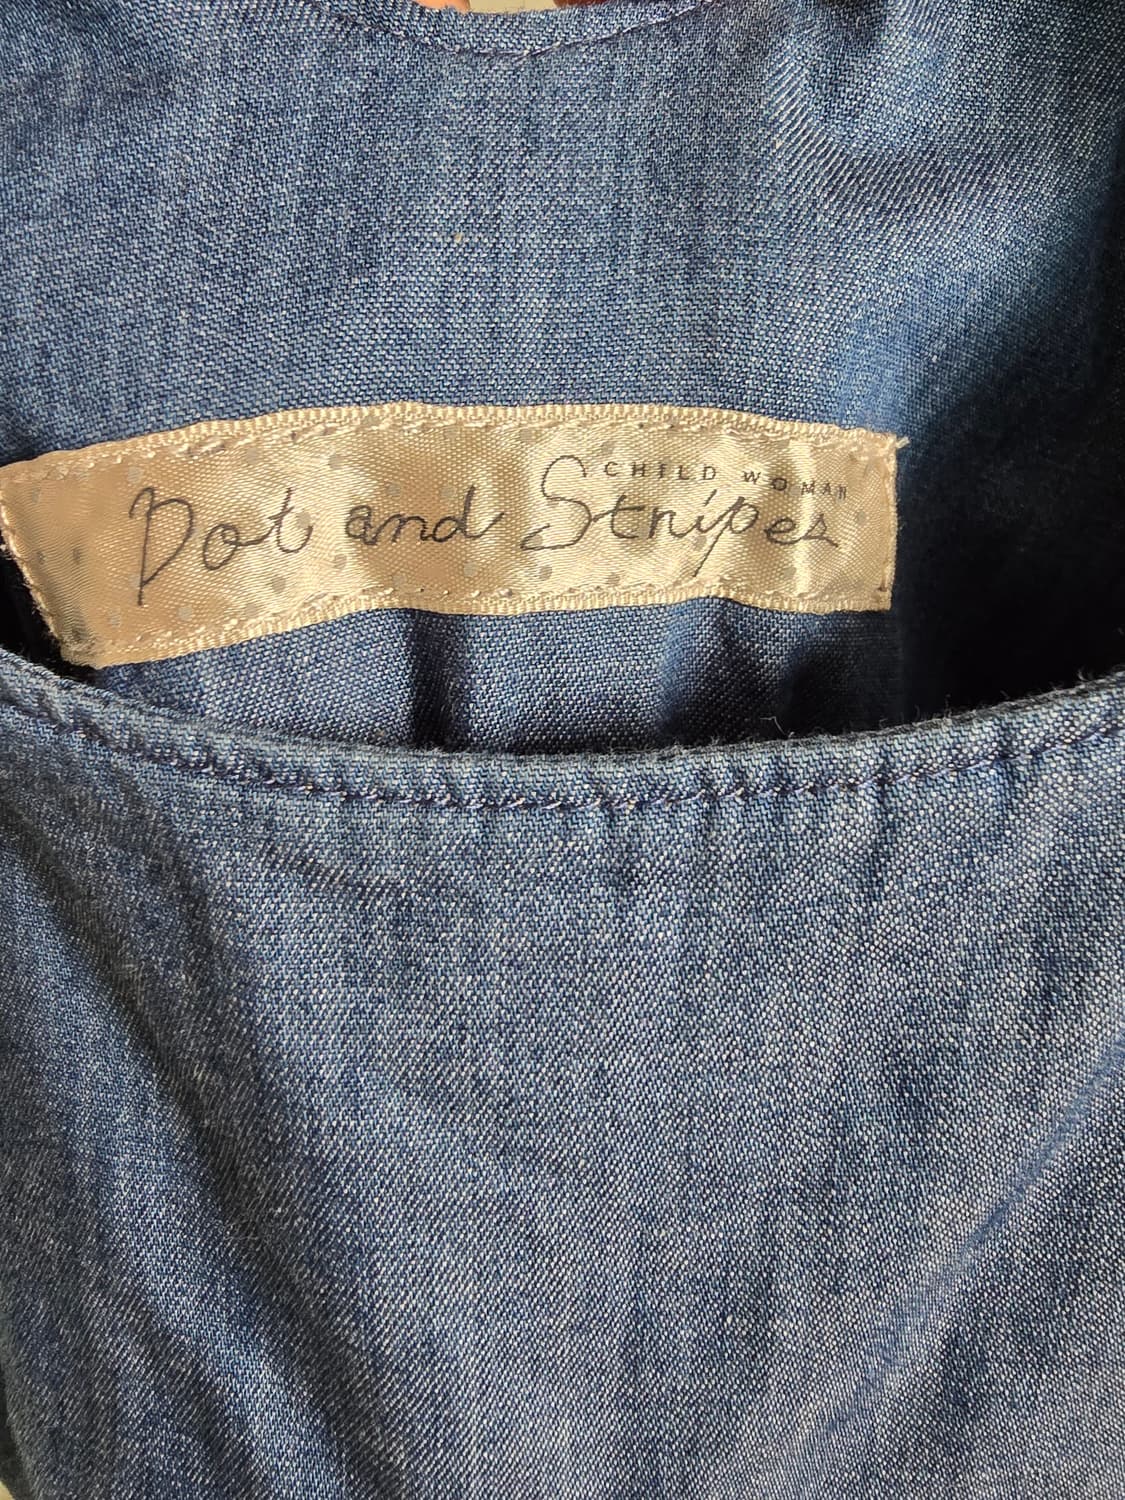 CHILD WOMAN
Dot and Stripes